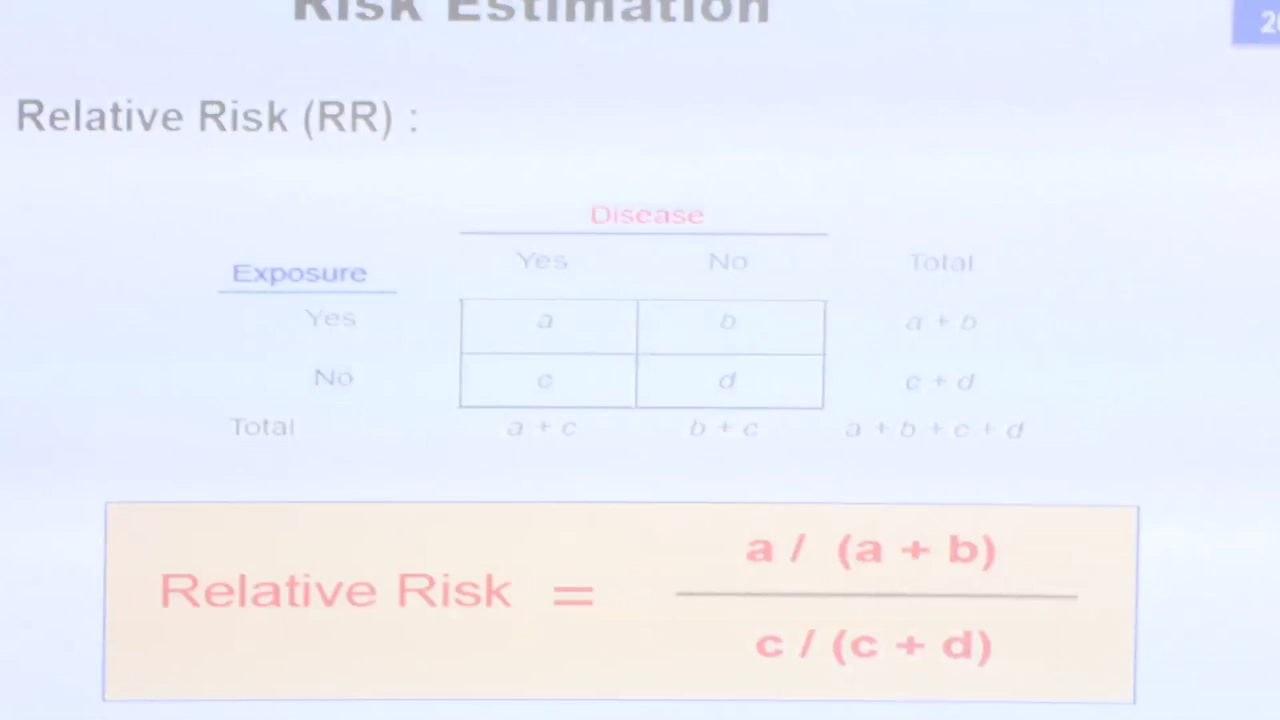 Risk Estimation
Relative Risk (RR) :
Disease
Exposure Yes No Total
Yes a b a + b
No c d c + d
Total a + c b + c a + b + c + d
Relative Risk = a / (a + b)
c / (c + d)